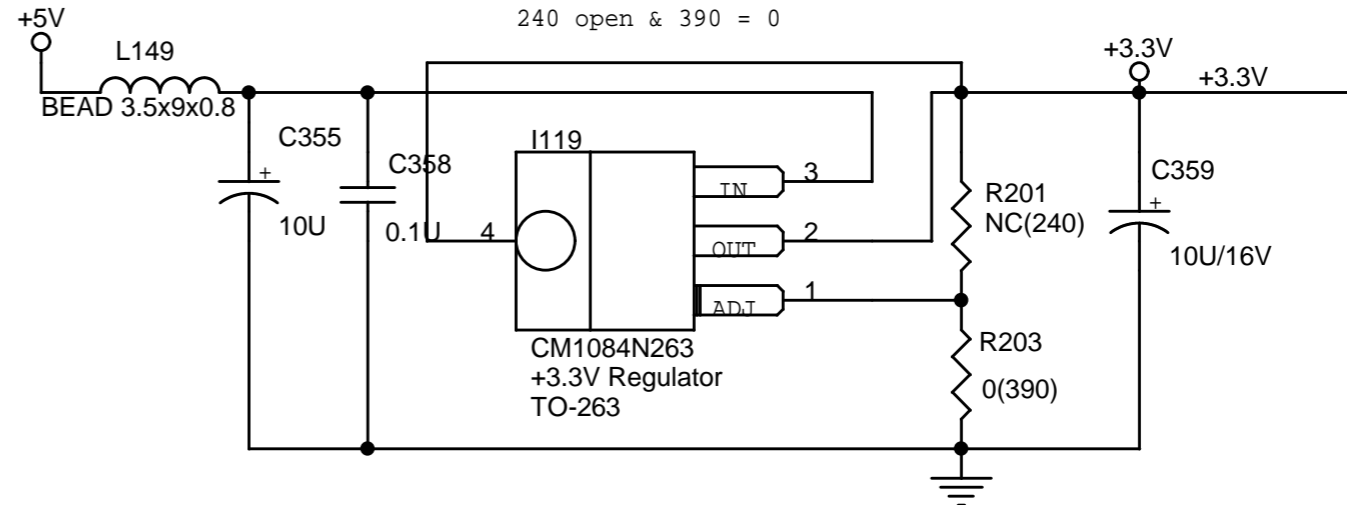 240 open & 390 = 0
+5V
L149
BEAD 3.5x9x0.8
+3.3V
+3.3V
C355
10U
C358
0.1U
I119
IN
3
4
OUT
2
ADJ
1
CM1084N263
+3.3V Regulator
TO-263
R201
NC(240)
R203
0(390)
C359
10U/16V
+
+